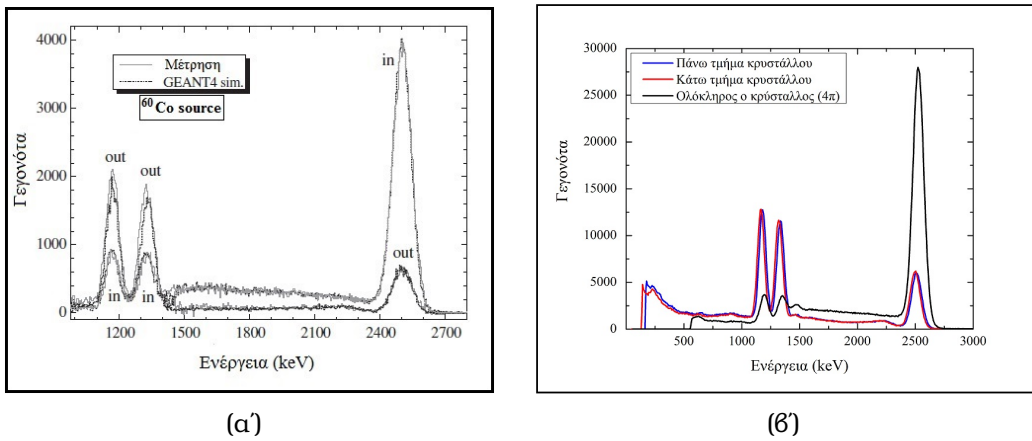 4000
3000
2000
1000
0
1200
1500
1800
2100
2400
2700
Γεγονότα
Ενέργεια (keV)
Μέτρηση
GEANT4 sim.
60Co source
out
in
out
in
in
out
(α΄)
30000
25000
20000
15000
10000
5000
0
500
1000
1500
2000
2500
3000
Γεγονότα
Ενέργεια (keV)
Πάνω τμήμα κρυστάλλου
Κάτω τμήμα κρυστάλλου
Ολόκληρος ο κρύσταλλος (4π)
(β΄)